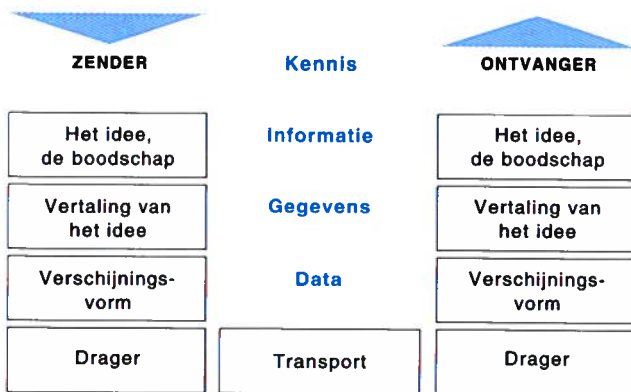 ZENDER
Kennis
ONTVANGER
Het idee,
de boodschap
Informatie
Het idee,
de boodschap
Vertaling van
het idee
Gegevens
Vertaling van
het idee
Verschijnings-
vorm
Data
Verschijnings-
vorm
Drager
Transport
Drager